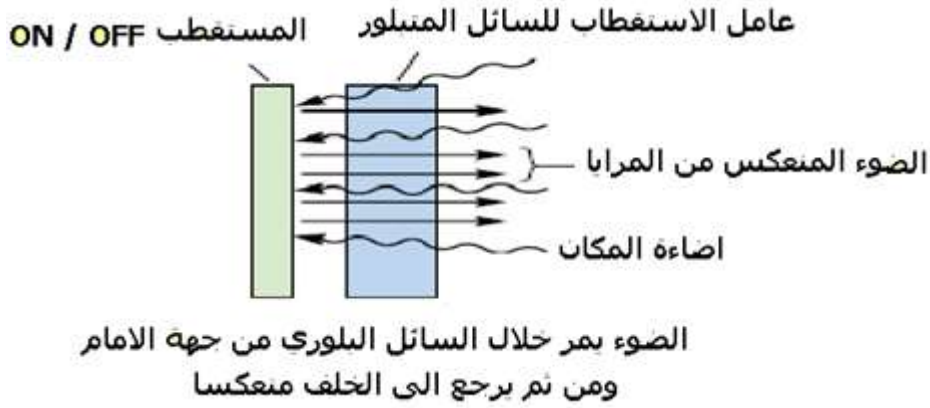 عامل الاستقطاب للسائل المتبلور
المستقطب ON / OFF
الضوء المنعكس من المرايا
اضاءة المكان
الضوء يمر خلال السائل البلوري من جهة الامام
ومن ثم يرجع الى الخلف منعكسا